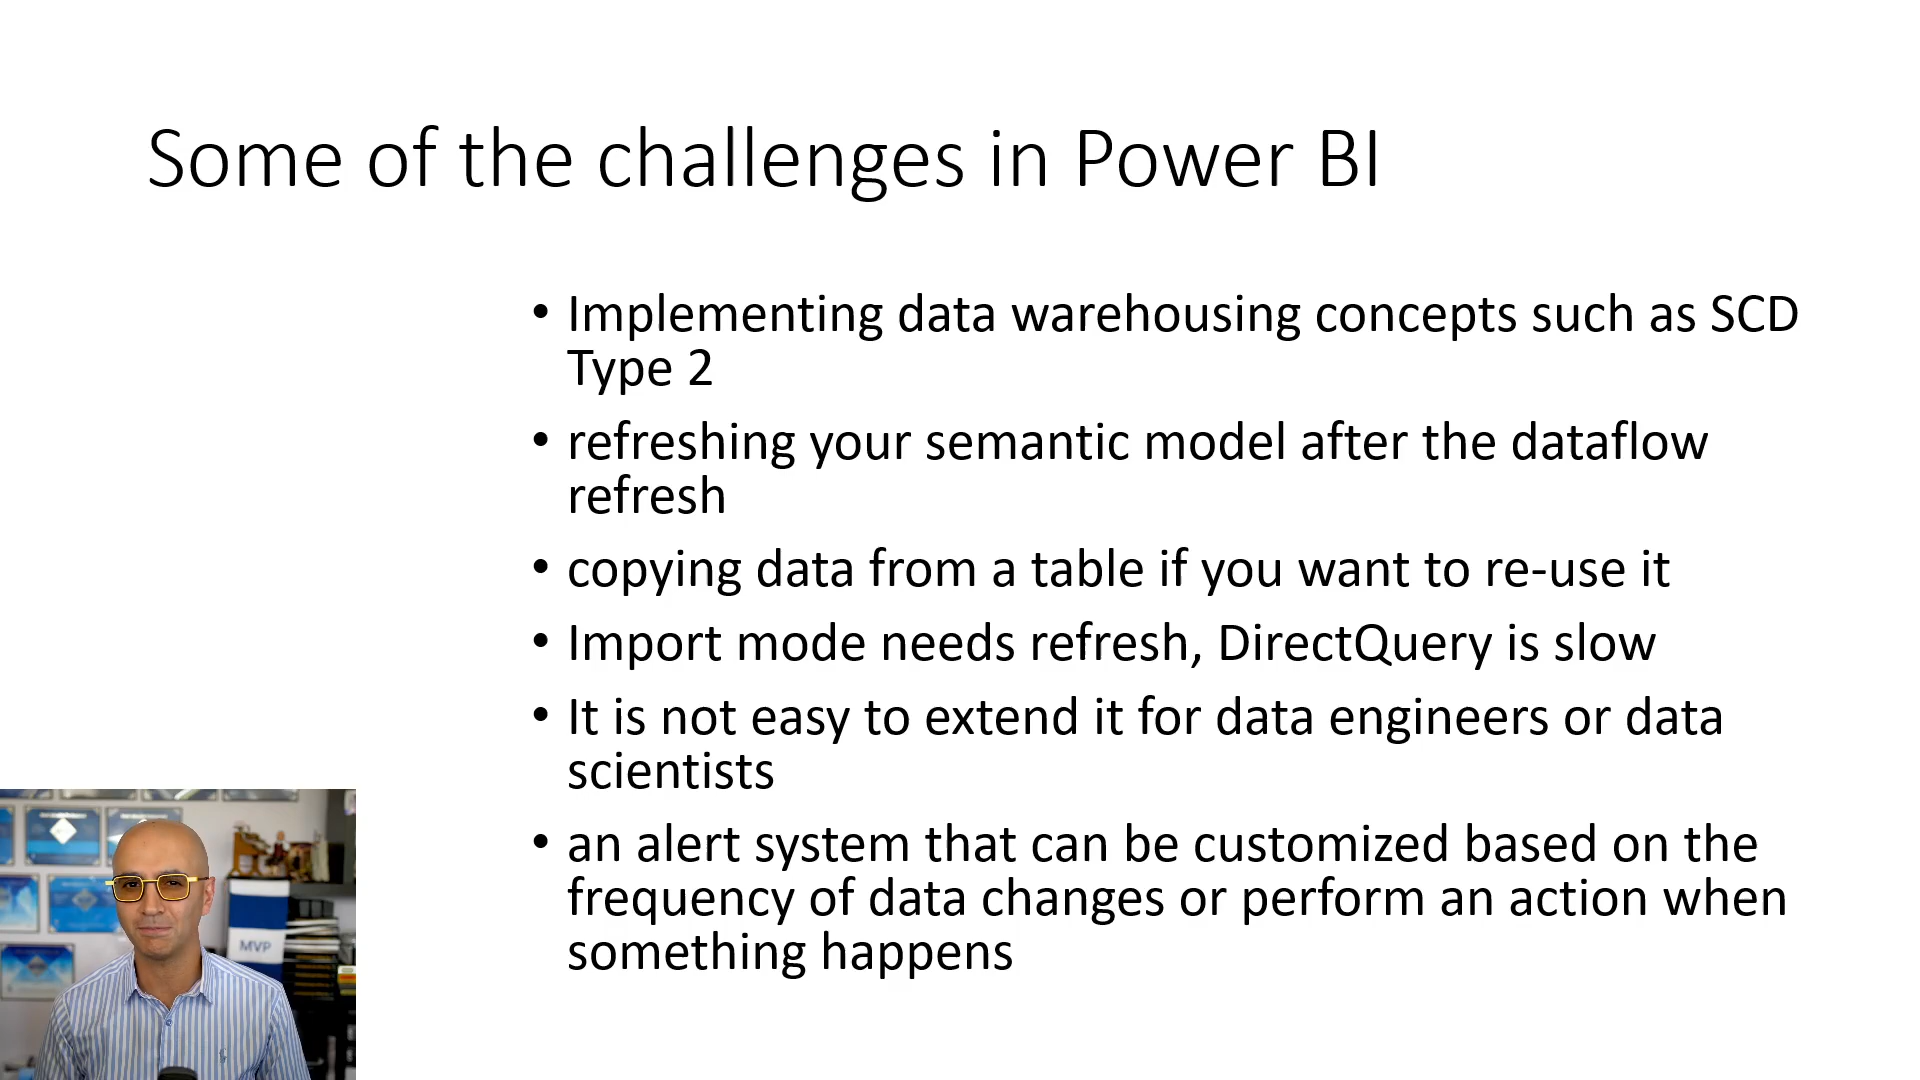 Some of the challenges in Power BI
• Implementing data warehousing concepts such as SCD
Type 2
• refreshing your semantic model after the dataflow
refresh
• copying data from a table if you want to re-use it
• Import mode needs refresh, DirectQuery is slow
• It is not easy to extend it for data engineers or data
scientists
• an alert system that can be customized based on the
frequency of data changes or perform an action when
something happens
MVP